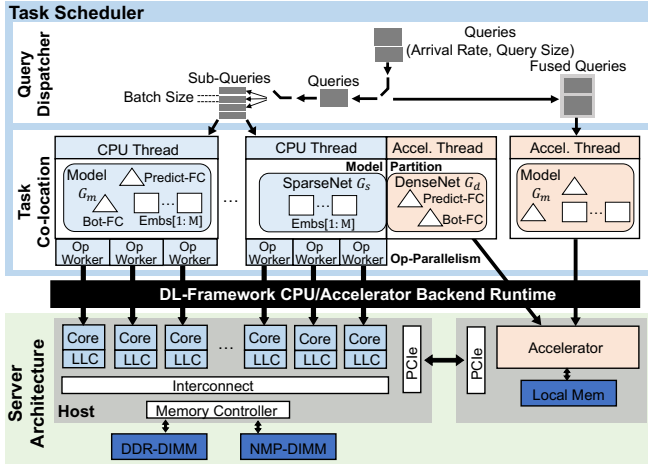 Task Scheduler
Query
Dispatcher
Queries
(Arrival Rate, Query Size)
Sub-Queries
Batch Size
Queries
Fused Queries
Task
Co-location
CPU Thread
Model
G_m
Predict-FC
Bot-FC
Embs[1: M]
...
CPU Thread
Accel. Thread
Model Partition
SparseNet G_s
Embs[1: M]
DenseNet G_d
Predict-FC
Bot-FC
Accel. Thread
Model
G_m
...
Op
Worker
Op
Worker
Op
Worker
Op
Worker
Op
Worker
Op
Worker
Op-Parallelism
DL-Framework CPU/Accelerator Backend Runtime
Server
Architecture
Core
LLC
Core
LLC
Core
LLC
...
Core
LLC
Core
LLC
Core
LLC
Interconnect
Host
Memory Controller
DDR-DIMM
NMP-DIMM
PCIe
PCIe
Accelerator
Local Mem